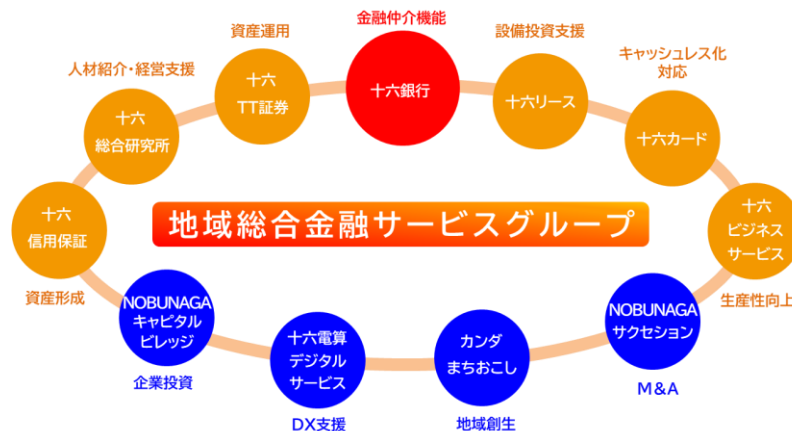 金融仲介機能
十六銀行
資産運用
十六
TT証券
設備投資支援
十六リース
人材紹介・経営支援
十六
総合研究所
キャッシュレス化
対応
十六カード
十六
信用保証
資産形成
地域総合金融サービスグループ
十六
ビジネス
サービス
生産性向上
NOBUNAGA
キャピタル
ビレッジ
企業投資
十六電算
デジタル
サービス
DX支援
カンダ
まちおこし
地域創生
NOBUNAGA
サクセション
M&A